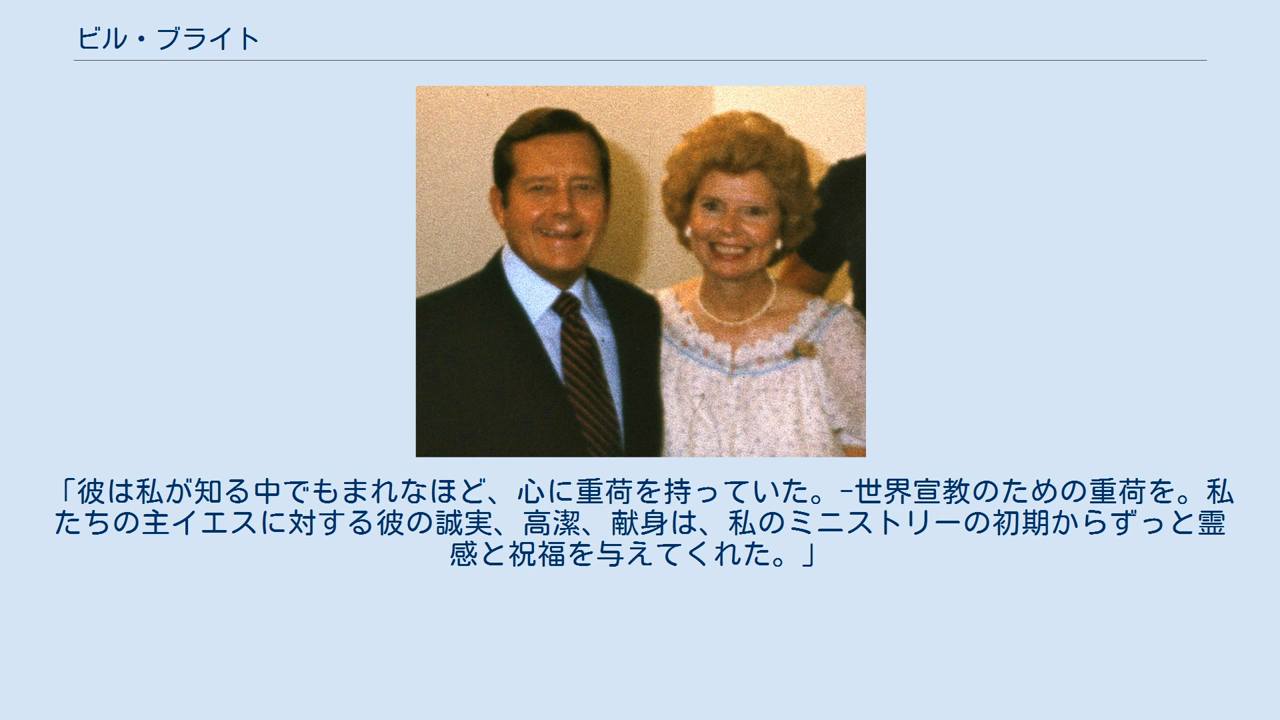 ビル・ブライト
「彼は私が知る中でもまれなほど、心に重荷を持っていた。–世界宣教のための重荷を。私
たちの主イエスに対する彼の誠実、高潔、献身は、私のミニストリーの初期からずっと霊
感と祝福を与えてくれた。」